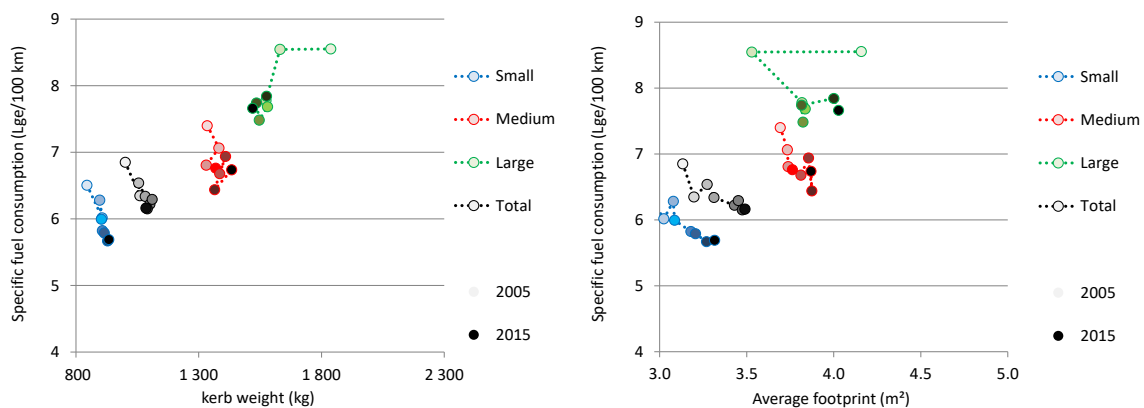 Specific fuel consumption (Lge/100 km)
9
8
7
6
5
4
800
1 300
1 800
2 300
kerb weight (kg)
Small
Medium
Large
Total
2005
2015
Specific fuel consumption (Lge/100 km)
9
8
7
6
5
4
3.0
3.5
4.0
4.5
5.0
Average footprint (m²)
Small
Medium
Large
Total
2005
2015